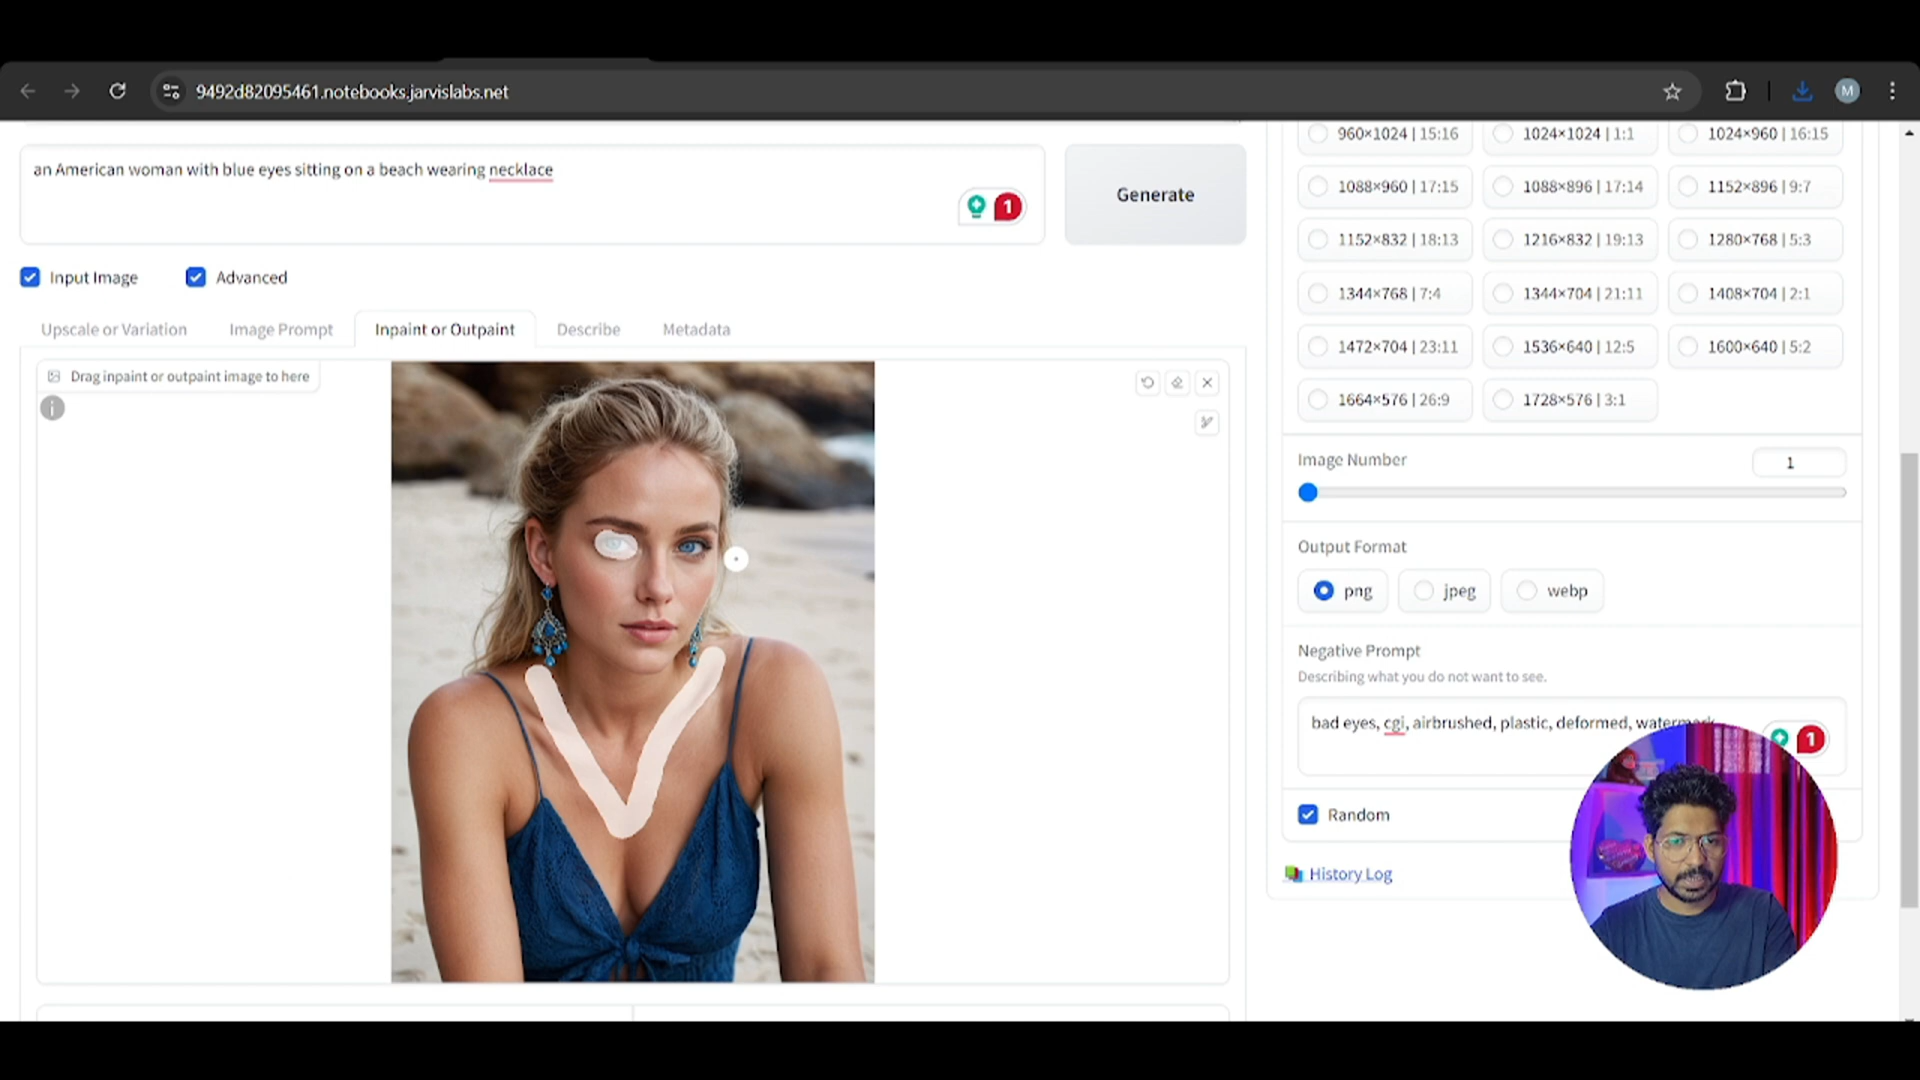 9492d82095461.notebooks.jarvislabs.net
M
an American woman with blue eyes sitting on a beach wearing necklace
1
Generate
Input Image
Advanced
Upscale or Variation
Image Prompt
Inpaint or Outpaint
Describe
Metadata
Drag inpaint or outpaint image to here
i
960×1024 | 15:16
1024×1024 | 1:1
1024×960 | 16:15
1088×960 | 17:15
1088×896 | 17:14
1152×896 | 9:7
1152×832 | 18:13
1216×832 | 19:13
1280×768 | 5:3
1344×768 | 7:4
1344×704 | 21:11
1408×704 | 2:1
1472×704 | 23:11
1536×640 | 12:5
1600×640 | 5:2
1664×576 | 26:9
1728×576 | 3:1
Image Number
1
Output Format
png
jpeg
webp
Negative Prompt
Describing what you do not want to see.
bad eyes, cgi, airbrushed, plastic, deformed, watermark
1
Random
History Log